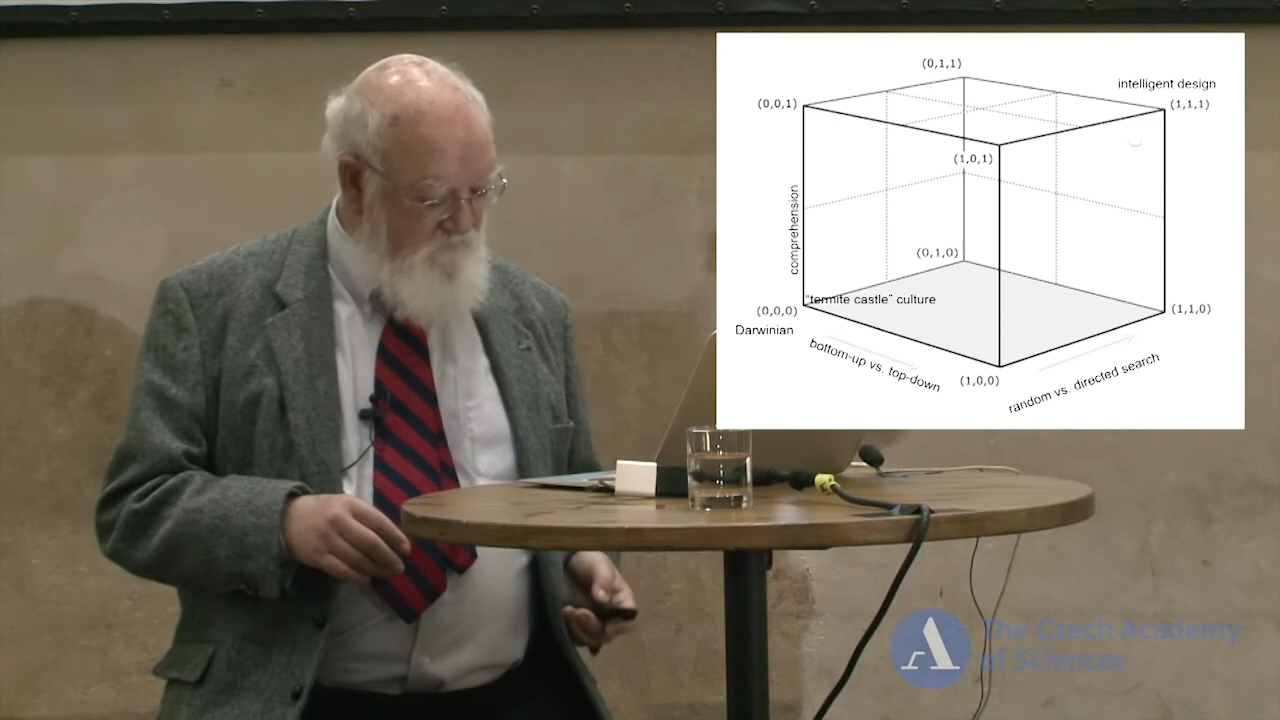 (0,1,1)
intelligent design
(0,0,1)
(1,1,1)
(1,0,1)
comprehension
(0,1,0)
"termite castle" culture
(0,0,0)
(1,1,0)
Darwinian
bottom-up vs. top-down
random vs. directed search
(1,0,0)
The Czech Academy
of Sciences